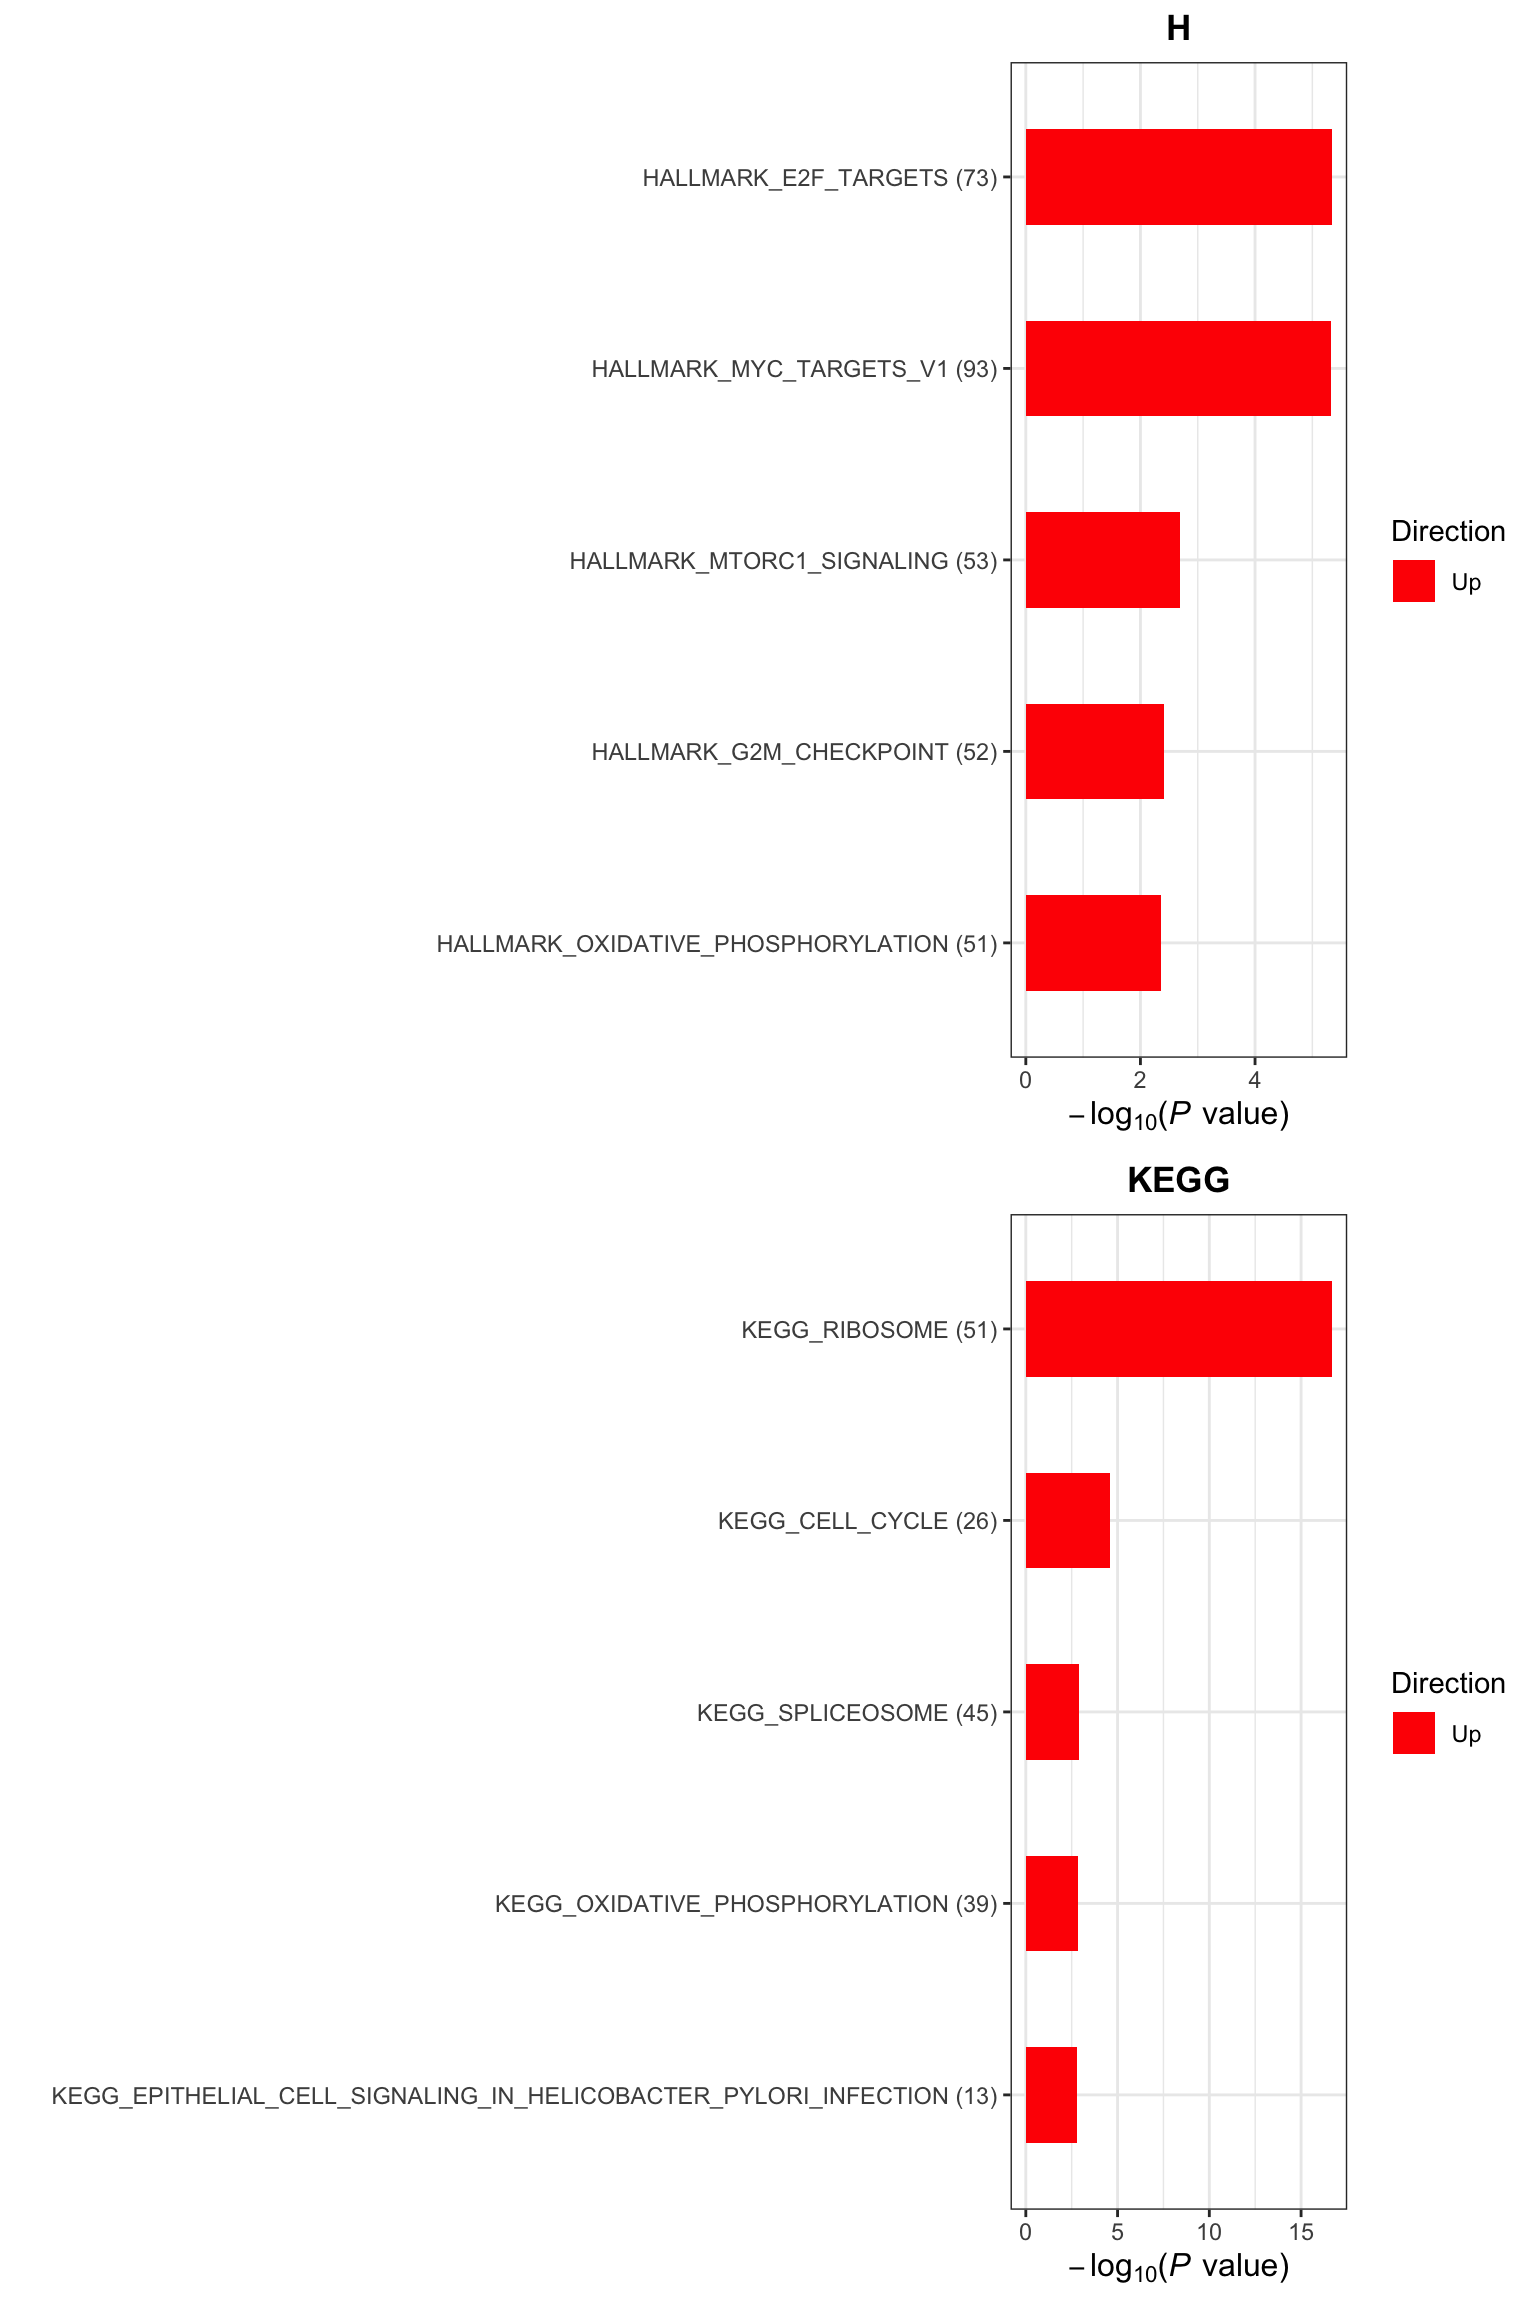 H
HALLMARK_E2F_TARGETS (73)
HALLMARK_MYC_TARGETS_V1 (93)
HALLMARK_MTORC1_SIGNALING (53)
HALLMARK_G2M_CHECKPOINT (52)
HALLMARK_OXIDATIVE_PHOSPHORYLATION (51)
Direction
Up
0 2 4
−log10(P value)
KEGG
KEGG_RIBOSOME (51)
KEGG_CELL_CYCLE (26)
KEGG_SPLICEOSOME (45)
KEGG_OXIDATIVE_PHOSPHORYLATION (39)
KEGG_EPITHELIAL_CELL_SIGNALING_IN_HELICOBACTER_PYLORI_INFECTION (13)
Direction
Up
0 5 10 15
−log10(P value)